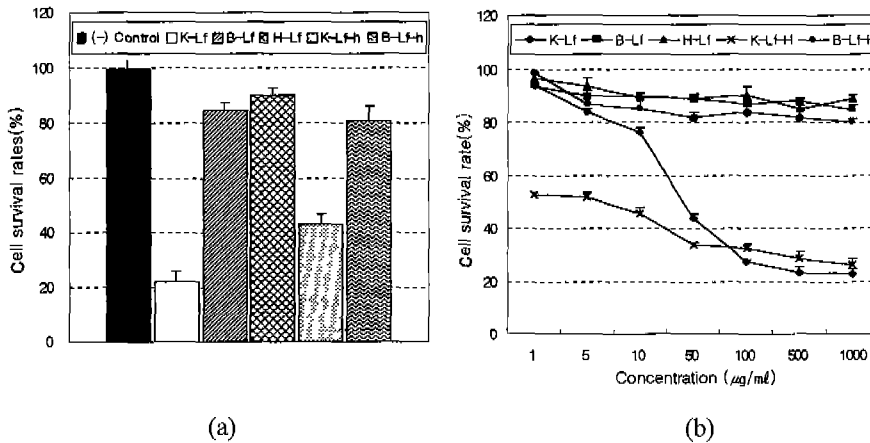 (-) Control K-Lf B-Lf H-Lf K-Lf-h B-Lf-h
120
100
80
60
40
20
0
Cell survival rates(%)
(a)
K-Lf B-Lf H-Lf K-Lf-H B-Lf-H
120
100
80
60
40
20
0
Cell survival rate(%)
1 5 10 50 100 500 1000
Concentration (μg/mℓ)
(b)